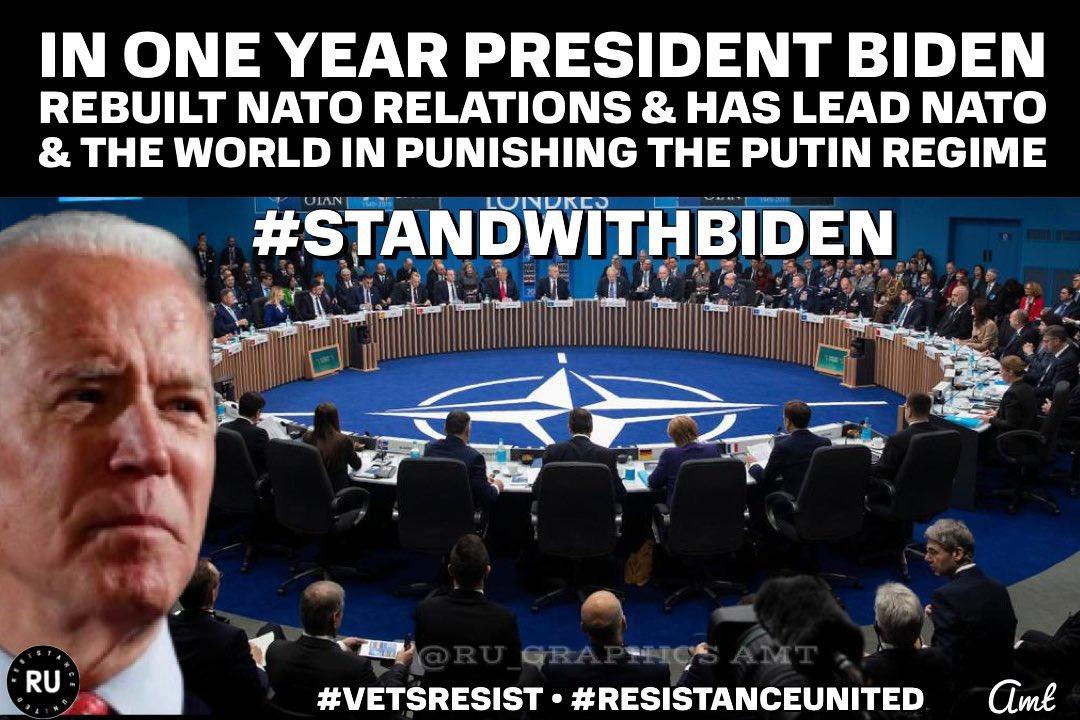 IN ONE YEAR PRESIDENT BIDEN
REBUILT NATO RELATIONS & HAS LEAD NATO
& THE WORLD IN PUNISHING THE PUTIN REGIME
OTAN
LONDRES
#STANDWITHBIDEN
@RU_GRAPHICS AMT
RESISTANCE
RU
UNITED
#VETSRESIST • #RESISTANCEUNITED
amt